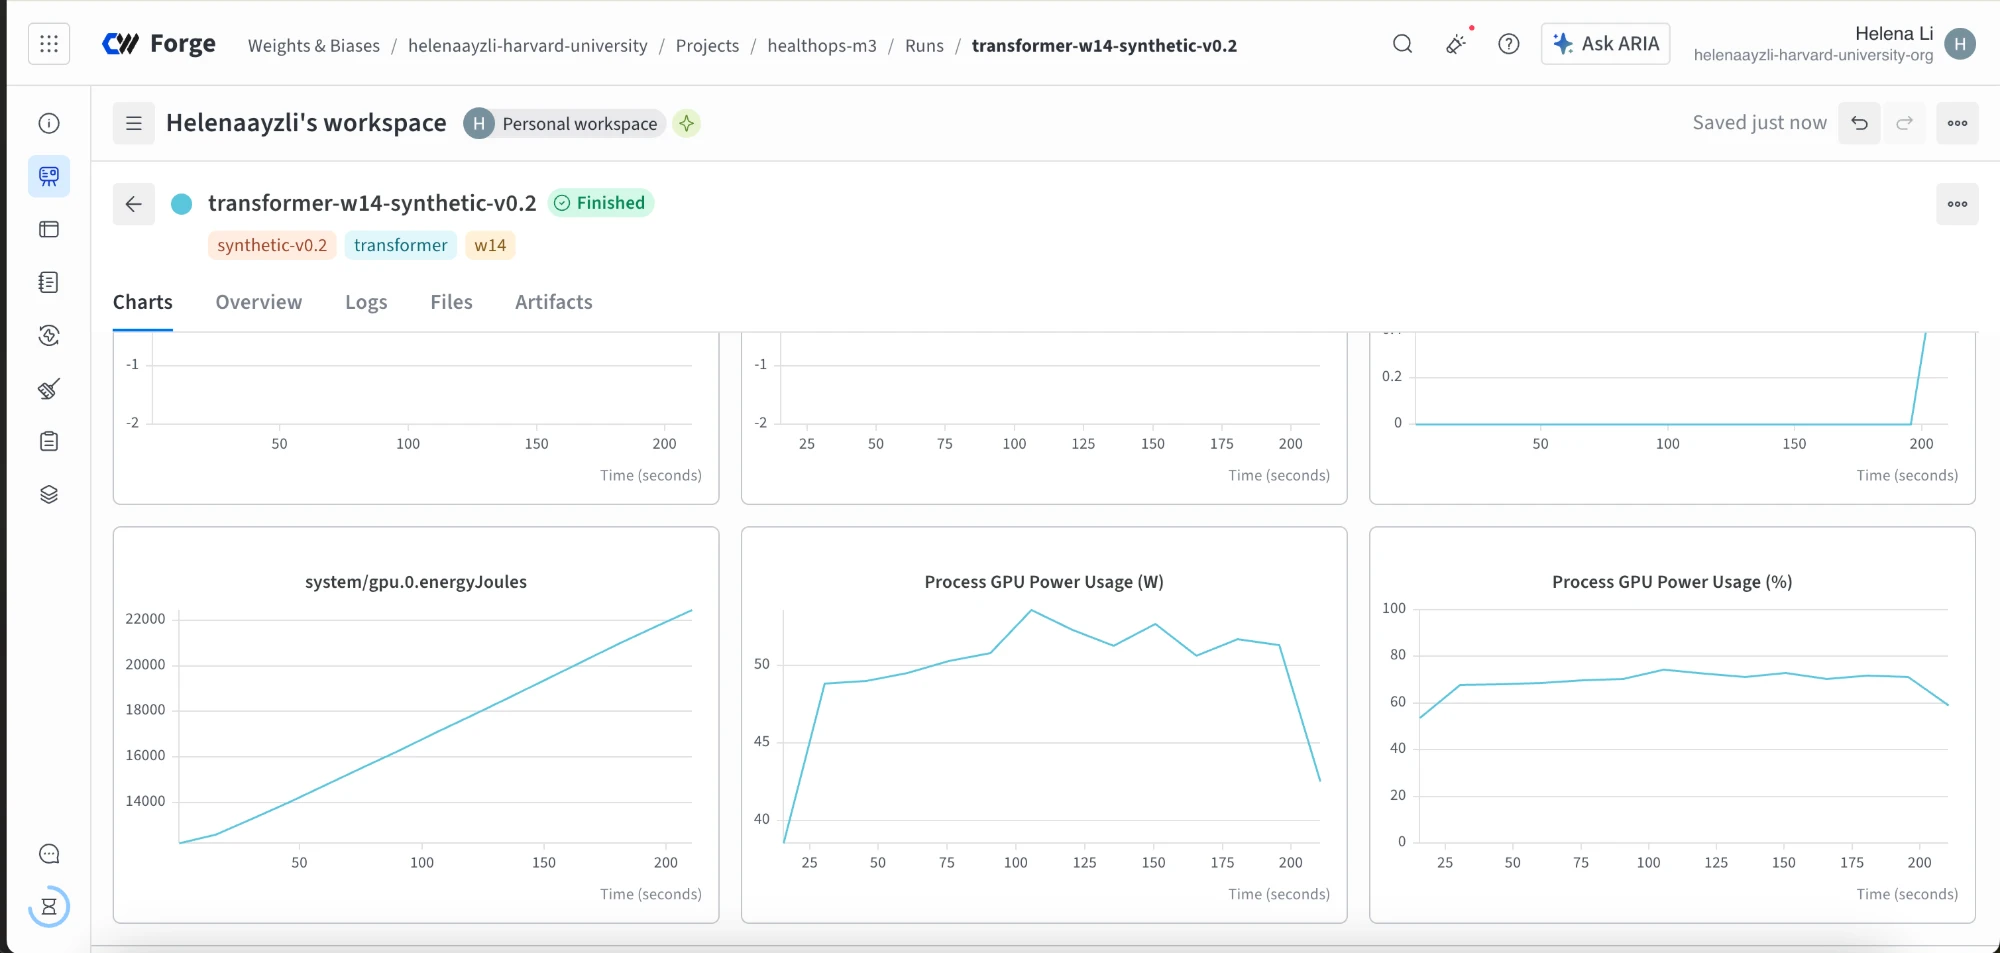 Forge
Weights & Biases / helenaayzli-harvard-university / Projects / healthops-m3 / Runs / transformer-w14-synthetic-v0.2
Ask ARIA
Helena Li
helenaayzli-harvard-university-org
H
Helenaayzli's workspace
H
Personal workspace
Saved just now
transformer-w14-synthetic-v0.2
Finished
synthetic-v0.2
transformer
w14
Charts
Overview
Logs
Files
Artifacts
-1
-2
50 100 150 200
Time (seconds)
-1
-2
25 50 75 100 125 150 175 200
Time (seconds)
0.2
0
50 100 150 200
Time (seconds)
system/gpu.0.energyJoules
22000
20000
18000
16000
14000
50 100 150 200
Time (seconds)
Process GPU Power Usage (W)
50
45
40
25 50 75 100 125 150 175 200
Time (seconds)
Process GPU Power Usage (%)
100
80
60
40
20
0
25 50 75 100 125 150 175 200
Time (seconds)